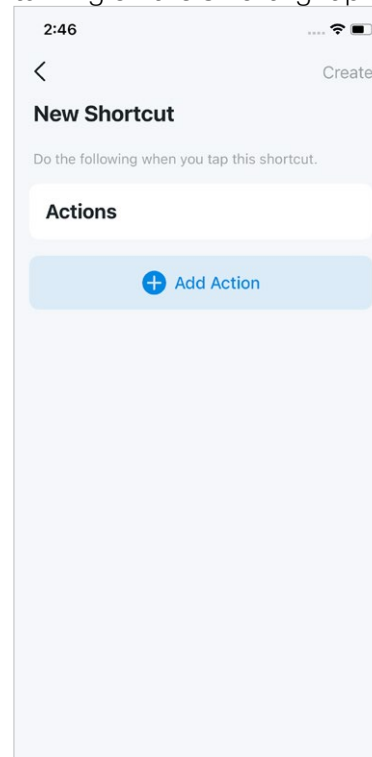 2:46
Create
New Shortcut
Do the following when you tap this shortcut.
Actions
Add Action